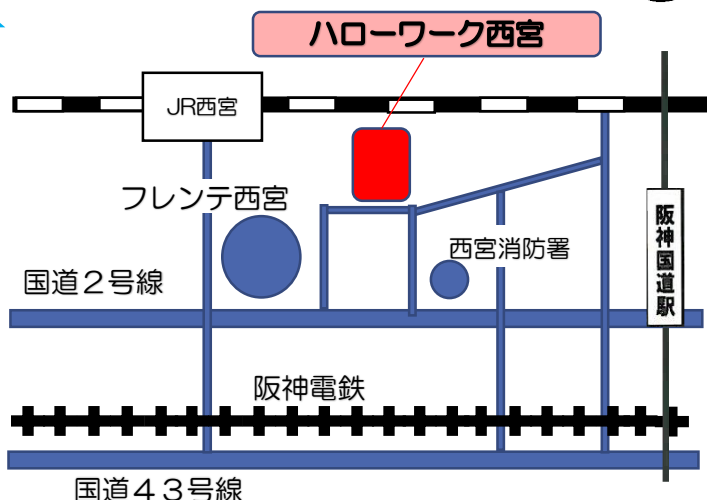 ハローワーク西宮
JR西宮
フレンテ西宮
西宮消防署
阪神国道駅
国道２号線
阪神電鉄
国道４３号線